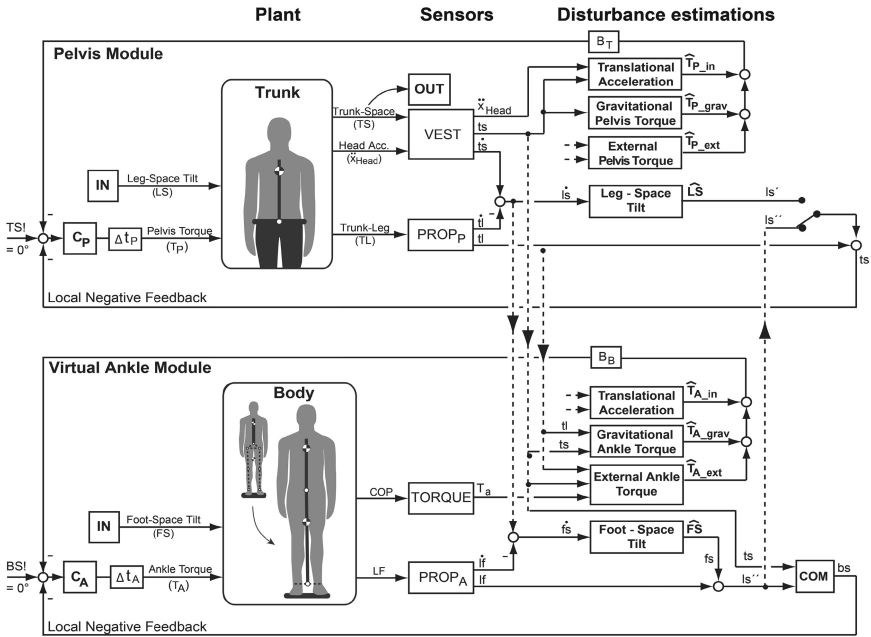 Plant
Sensors
Disturbance estimations
Pelvis Module
B_T
Trunk
OUT
Trunk-Space
(TS)
VEST
ẍ_Head
ts
ṫs
Translational
Acceleration
T̂_P_in
Gravitational
Pelvis Torque
T̂_P_grav
Head Acc.
(ẍ_Head)
External
Pelvis Torque
T̂_P_ext
IN
Leg-Space Tilt
(LS)
l̇s
Leg - Space
Tilt
L̂S
ls´
ls´´
TS!
= 0°
-
-
C_P
Δt_P
Pelvis Torque
(T_P)
Trunk-Leg
(TL)
PROP_P
-
ṫl
tl
ts
Local Negative Feedback
Virtual Ankle Module
B_B
Body
Translational
Acceleration
T̂_A_in
tl
ts
Gravitational
Ankle Torque
T̂_A_grav
External Ankle
Torque
T̂_A_ext
COP
TORQUE
T_a
IN
Foot-Space Tilt
(FS)
ḟs
Foot - Space
Tilt
F̂S
fs
ts
BS!
= 0°
-
-
C_A
Δt_A
Ankle Torque
(T_A)
LF
PROP_A
-
l̇f
lf
ls´´
COM
bs
Local Negative Feedback